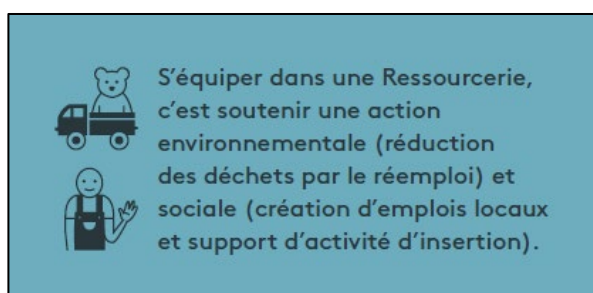 S'équiper dans une Ressourcerie,
c'est soutenir une action
environnementale (réduction
des déchets par le réemploi) et
sociale (création d'emplois locaux
et support d'activité d'insertion).